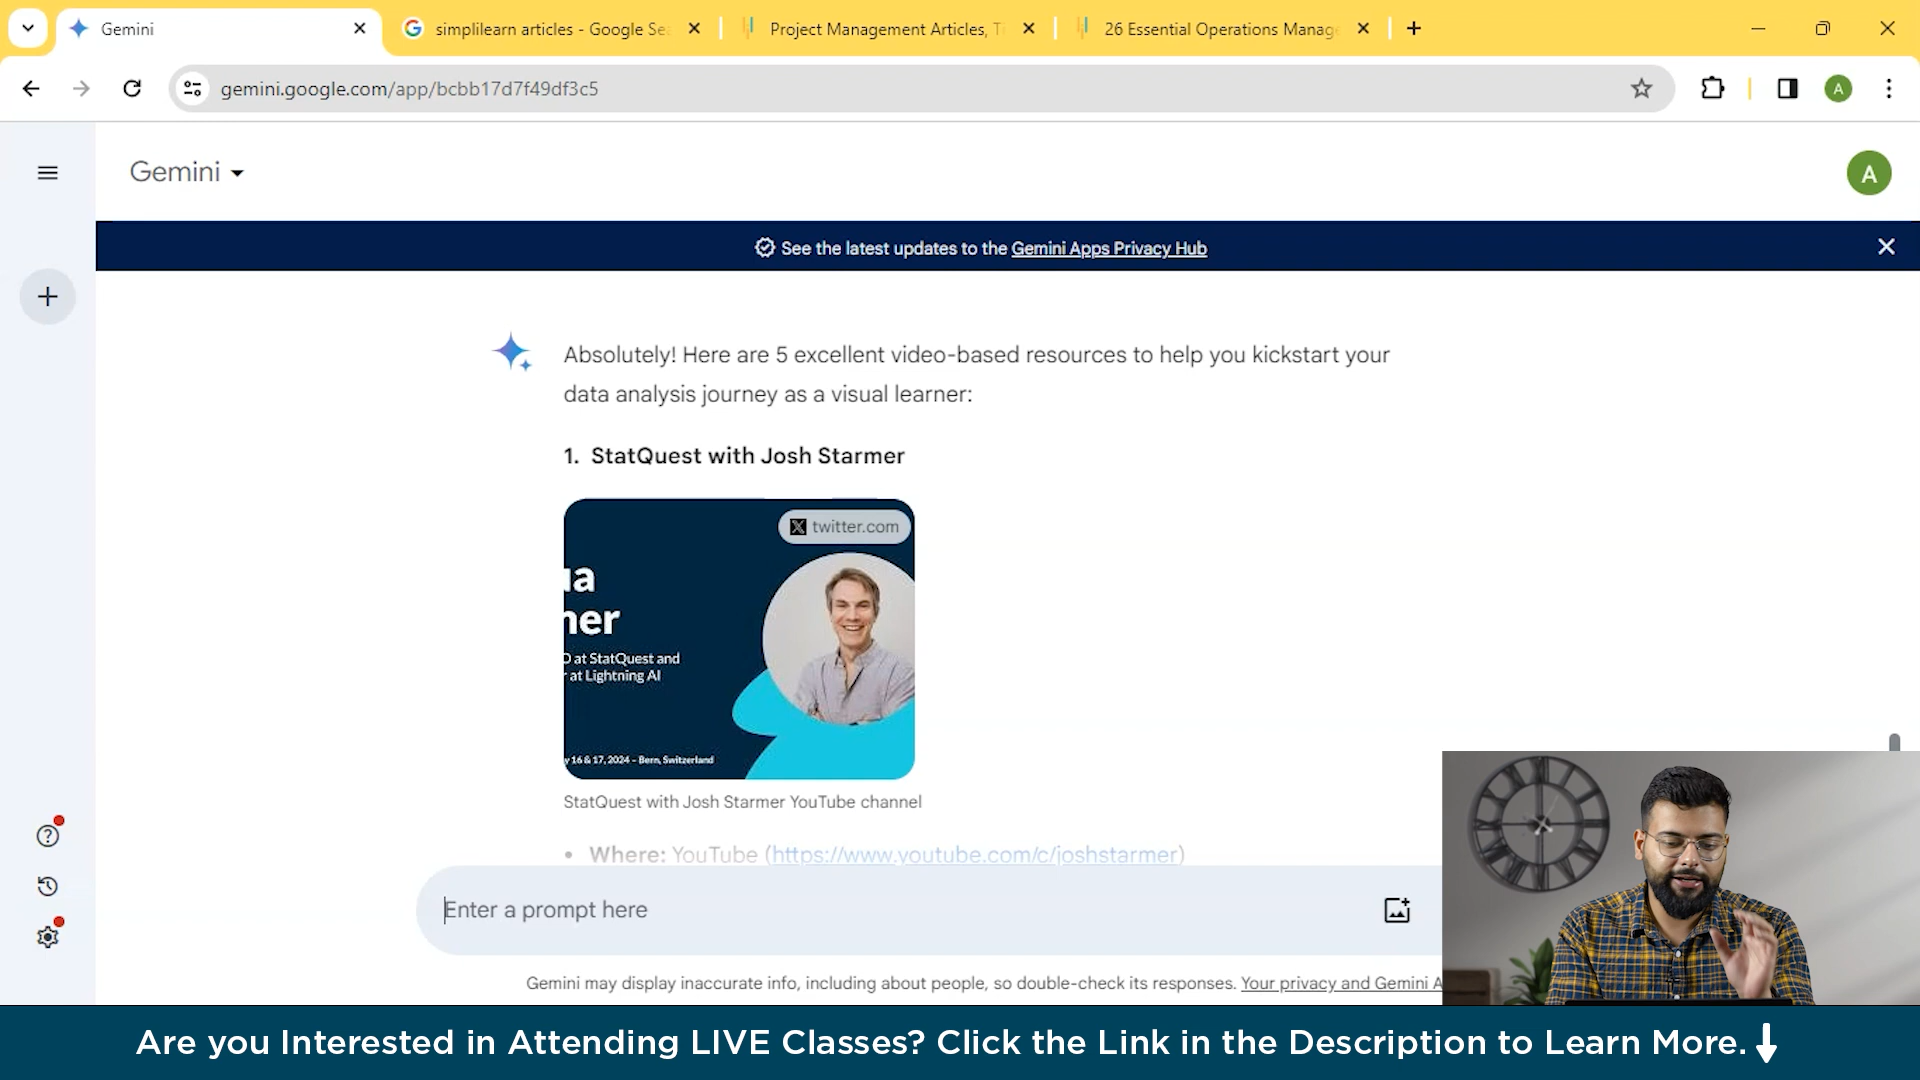 Gemini
simplilearn articles - Google Sea
Project Management Articles, Ti
26 Essential Operations Manage
gemini.google.com/app/bcbb17d7f49df3c5
A
Gemini
A
See the latest updates to the Gemini Apps Privacy Hub
Absolutely! Here are 5 excellent video-based resources to help you kickstart your
data analysis journey as a visual learner:
1. StatQuest with Josh Starmer
twitter.com
ua
ner
O at StatQuest and
r at Lightning AI
y 16 & 17, 2024 – Bern, Switzerland
StatQuest with Josh Starmer YouTube channel
• Where: YouTube (https://www.youtube.com/c/joshstarmer)
Enter a prompt here
Gemini may display inaccurate info, including about people, so double-check its responses. Your privacy and Gemini A
Are you Interested in Attending LIVE Classes? Click the Link in the Description to Learn More.